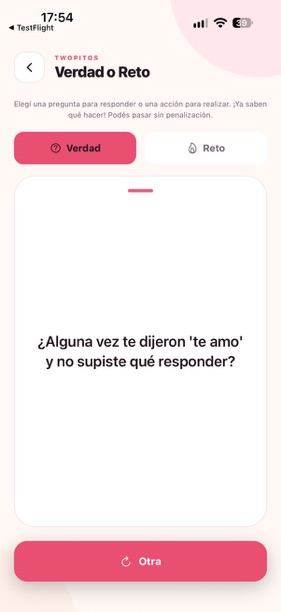 17:54
39
◀ TestFlight
TWOPITOS
Verdad o Reto
Elegí una pregunta para responder o una acción para realizar. ¡Ya saben
qué hacer! Podés pasar sin penalización.
Verdad
Reto
¿Alguna vez te dijeron 'te amo'
y no supiste qué responder?
Otra